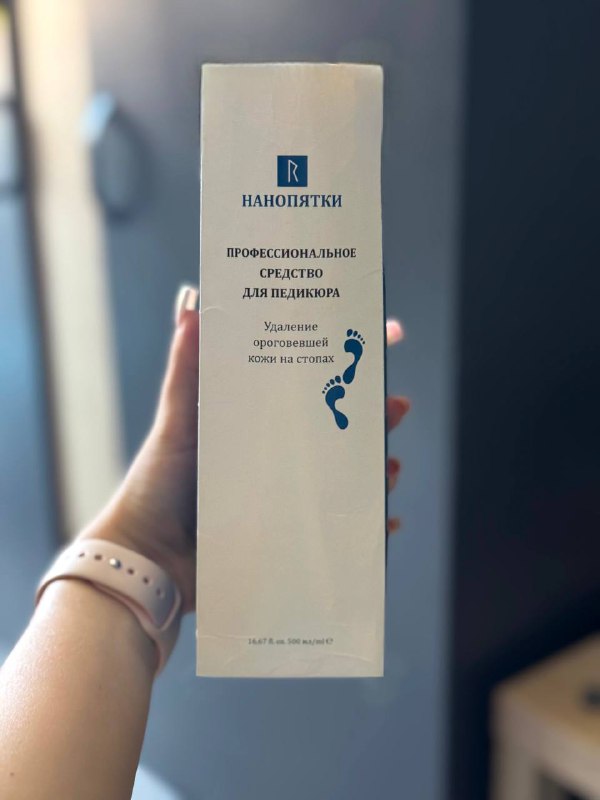 R
НАНОПЯТКИ
ПРОФЕССИОНАЛЬНОЕ
СРЕДСТВО
ДЛЯ ПЕДИКЮРА
Удаление
ороговевшей
кожи на стопах
16,67 fl. oz. 500 мл/ml ℮